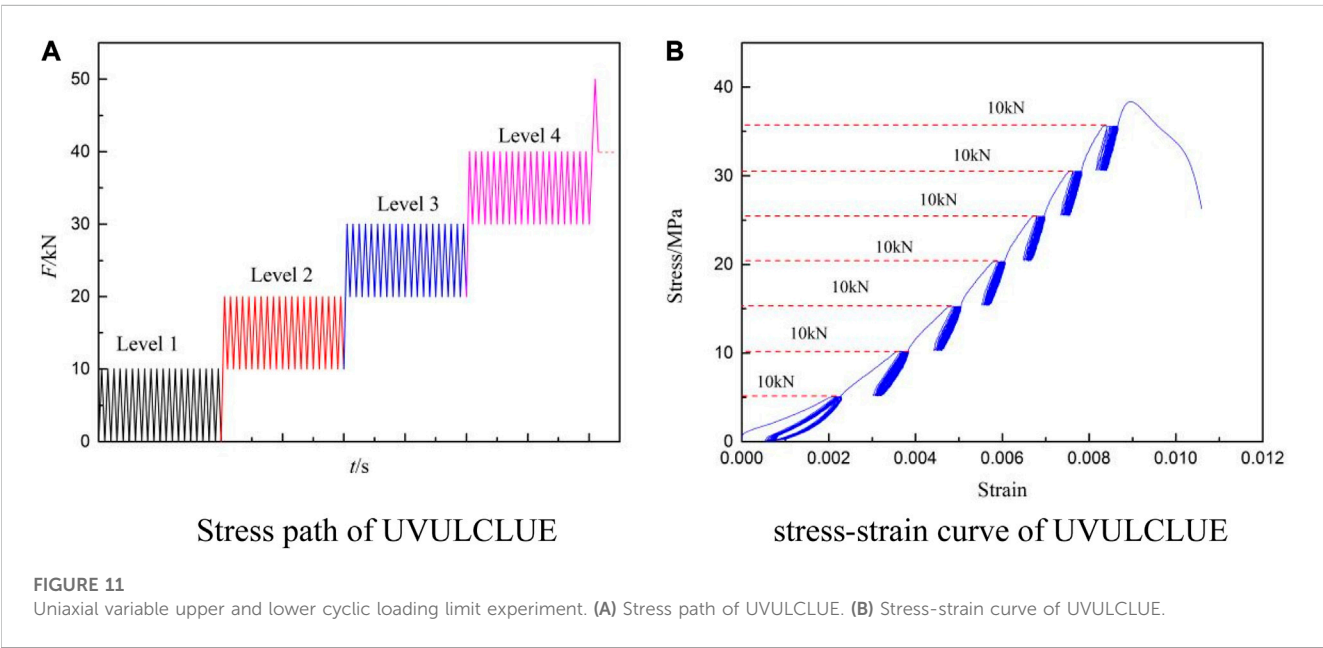 A
50
40
30
20
10
0
F/kN
Level 1
Level 2
Level 3
Level 4
t/s
Stress path of UVULCLUE
B
40
30
20
10
0
Stress/MPa
10kN
10kN
10kN
10kN
10kN
10kN
10kN
0.000 0.002 0.004 0.006 0.008 0.010 0.012
Strain
stress-strain curve of UVULCLUE
FIGURE 11
Uniaxial variable upper and lower cyclic loading limit experiment. (A) Stress path of UVULCLUE. (B) Stress-strain curve of UVULCLUE.